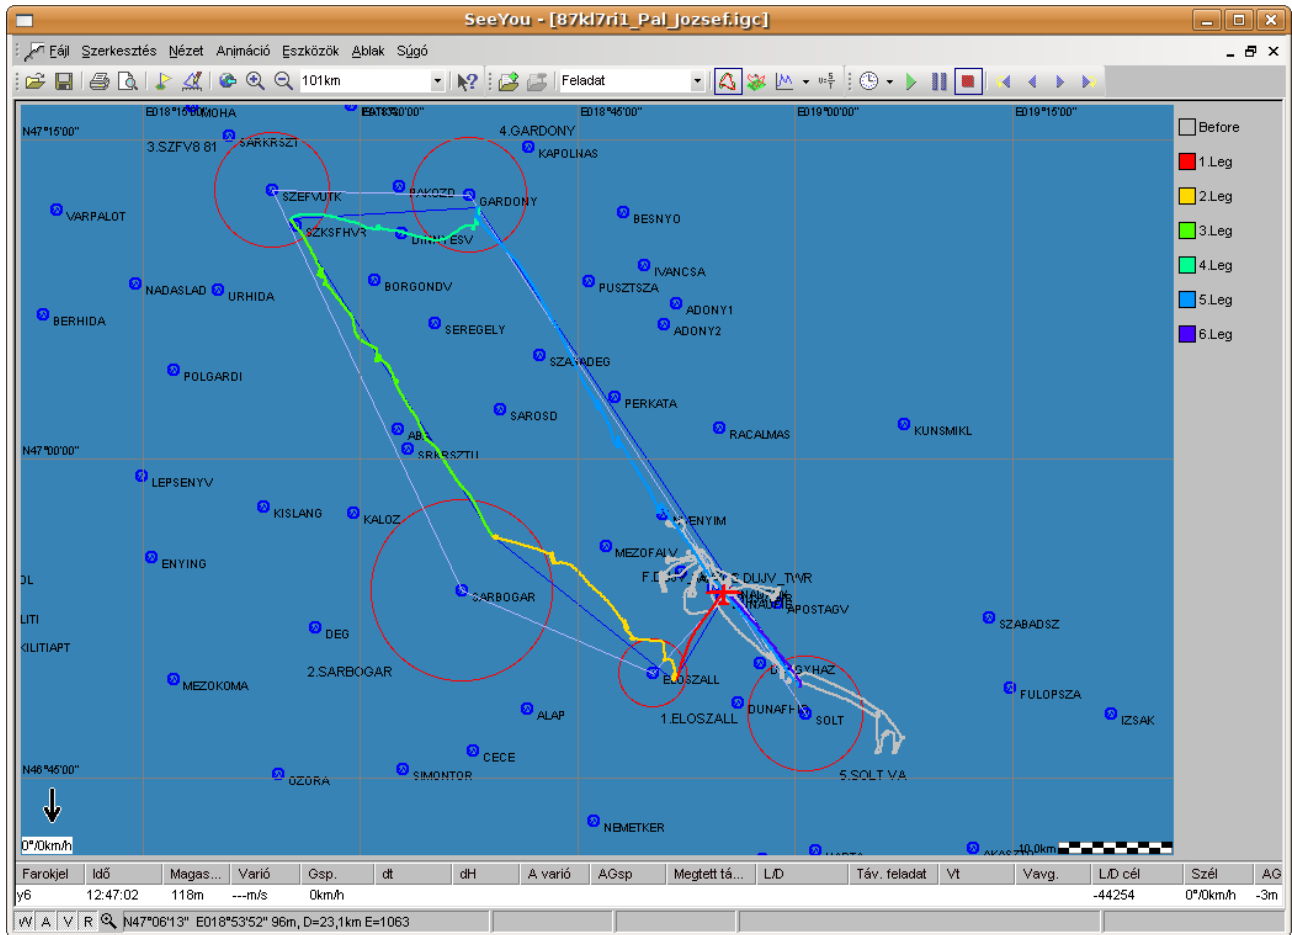 SeeYou - [87kl7ri1_Pal_Jozsef.igc]
Fájl Szerkesztés Nézet Animáció Eszközök Ablak Súgó
101km Feladat
E018°45'00" E019°00'00" E019°15'00"
MOHA
N47°15'00"
4.GARDONY
3.SZFV8 81 SARKRSZT
KAPOLNAS
SZEFVUTK PAKOZD GARDONY
VARPALOT BESNYO
SZKSFHVR DINNYESV
IVANCSA
NADASLAD URHIDA BORGONDV PUSZTSZA
ADONY1
BERHIDA SEREGELY ADONY2
POLGARDI
PERKATA
SAROSD
RACALMAS KUNSMIKL
N47°00'00" SRKRSZTU
LEPSENYV
KISLANG KALOZ
ENYING MEZOFALV
SARBOGAR
APOSTAGV
SZABADSZ
DEG
KILITIAPT
2.SARBOGAR
MEZOKOMA ELOSZALL
FULOPSZA
1.ELOSZALL
ALAP SOLT IZSAK
CECE
N46°45'00" OZORA SIMONTOR 5.SOLT VA
NEMETKER
0°/0km/h
10,0km
Before
1.Leg
2.Leg
3.Leg
4.Leg
5.Leg
6.Leg
Farokjel Idő Magas... Varió Gsp. dt dH A varió AGsp Megtett tá... L/D Táv. feladat Vt Vavg. L/D cél Szél AG
y6 12:47:02 118m ---m/s 0km/h -44254 0°/0km/h -3m
W A V R N47°06'13" E018°53'52" 96m, D=23,1km E=1063